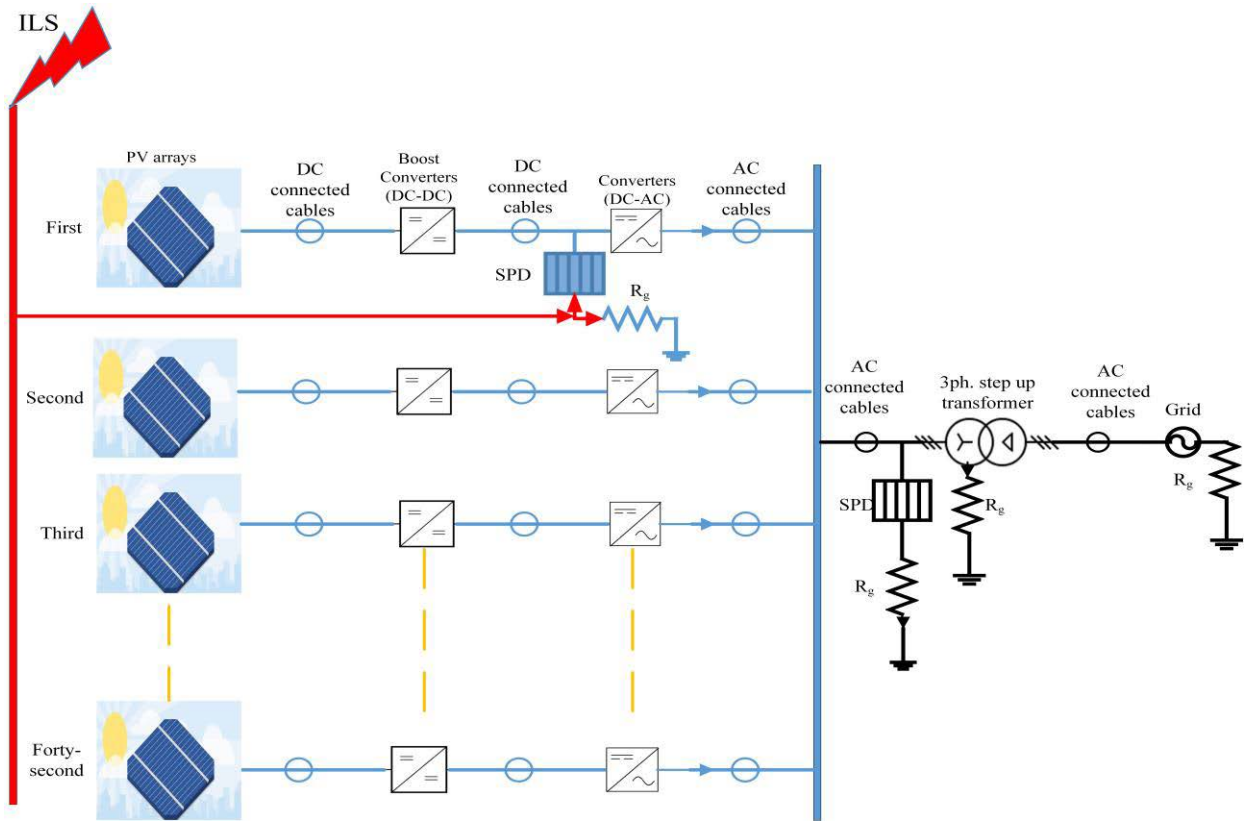 ILS
PV arrays
DC
connected
cables
Boost
Converters
(DC-DC)
DC
connected
cables
Converters
(DC-AC)
AC
connected
cables
First
SPD
Rg
Second
AC
connected
cables
3ph. step up
transformer
AC
connected
cables
Grid
Rg
Third
SPD
Rg
Rg
Forty-
second